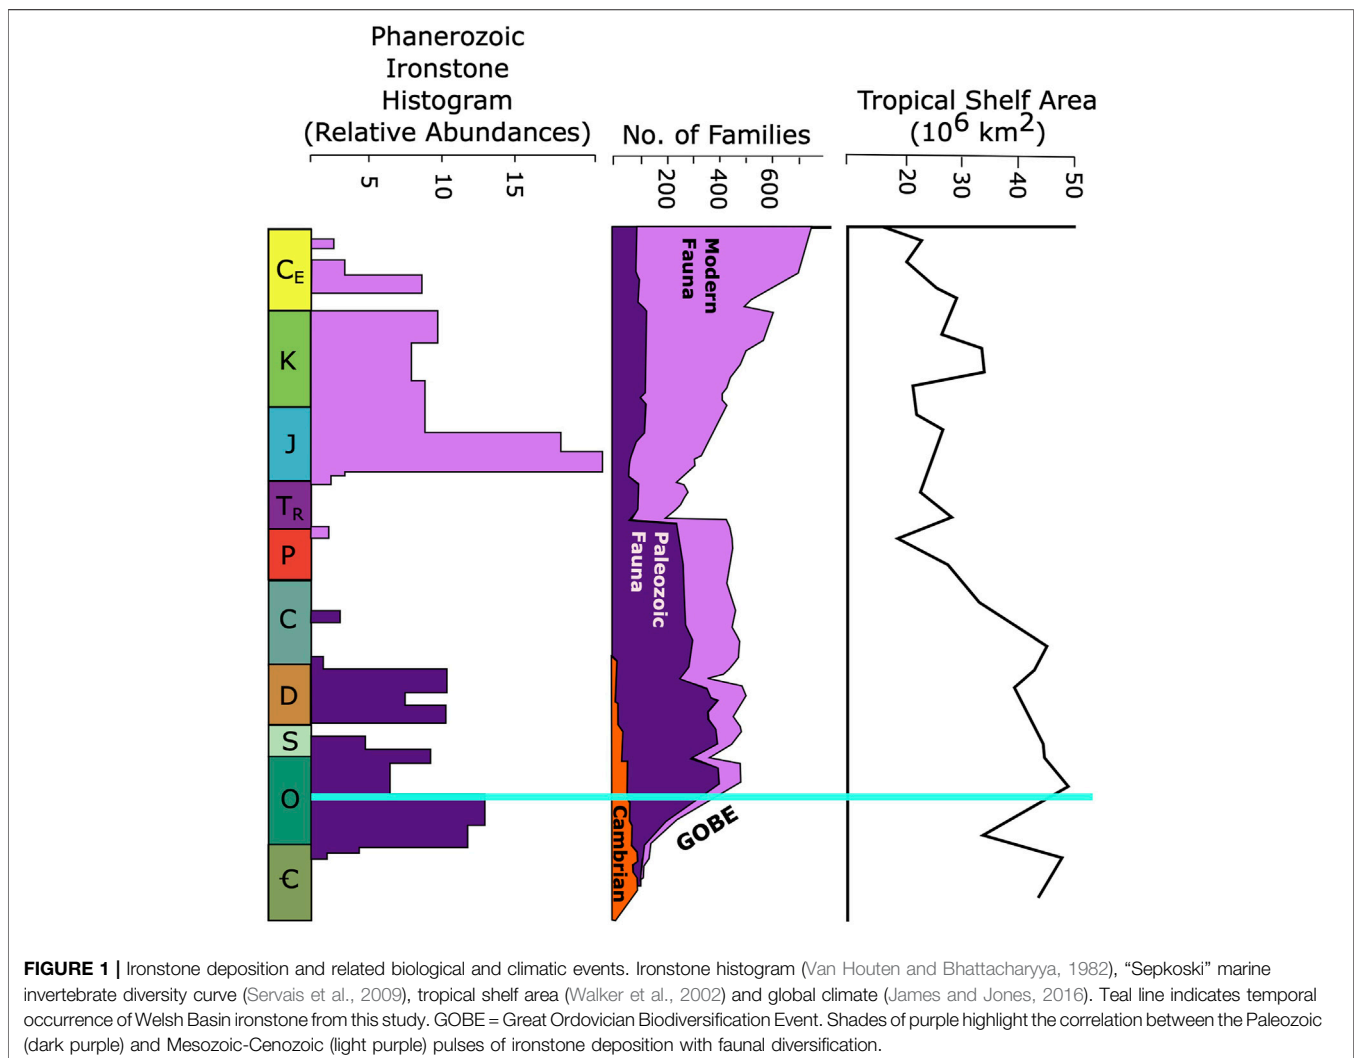 Phanerozoic
Ironstone
Histogram
(Relative Abundances)
5
10
15
No. of Families
200
400
600
Tropical Shelf Area
(10⁶ km²)
20
30
40
50
CE
K
J
TR
P
C
D
S
O
Ꞓ
Modern
Fauna
Paleozoic
Fauna
Cambrian
GOBE
FIGURE 1 | Ironstone deposition and related biological and climatic events. Ironstone histogram (Van Houten and Bhattacharyya, 1982), “Sepkoski” marine
invertebrate diversity curve (Servais et al., 2009), tropical shelf area (Walker et al., 2002) and global climate (James and Jones, 2016). Teal line indicates temporal
occurrence of Welsh Basin ironstone from this study. GOBE = Great Ordovician Biodiversification Event. Shades of purple highlight the correlation between the Paleozoic
(dark purple) and Mesozoic-Cenozoic (light purple) pulses of ironstone deposition with faunal diversification.